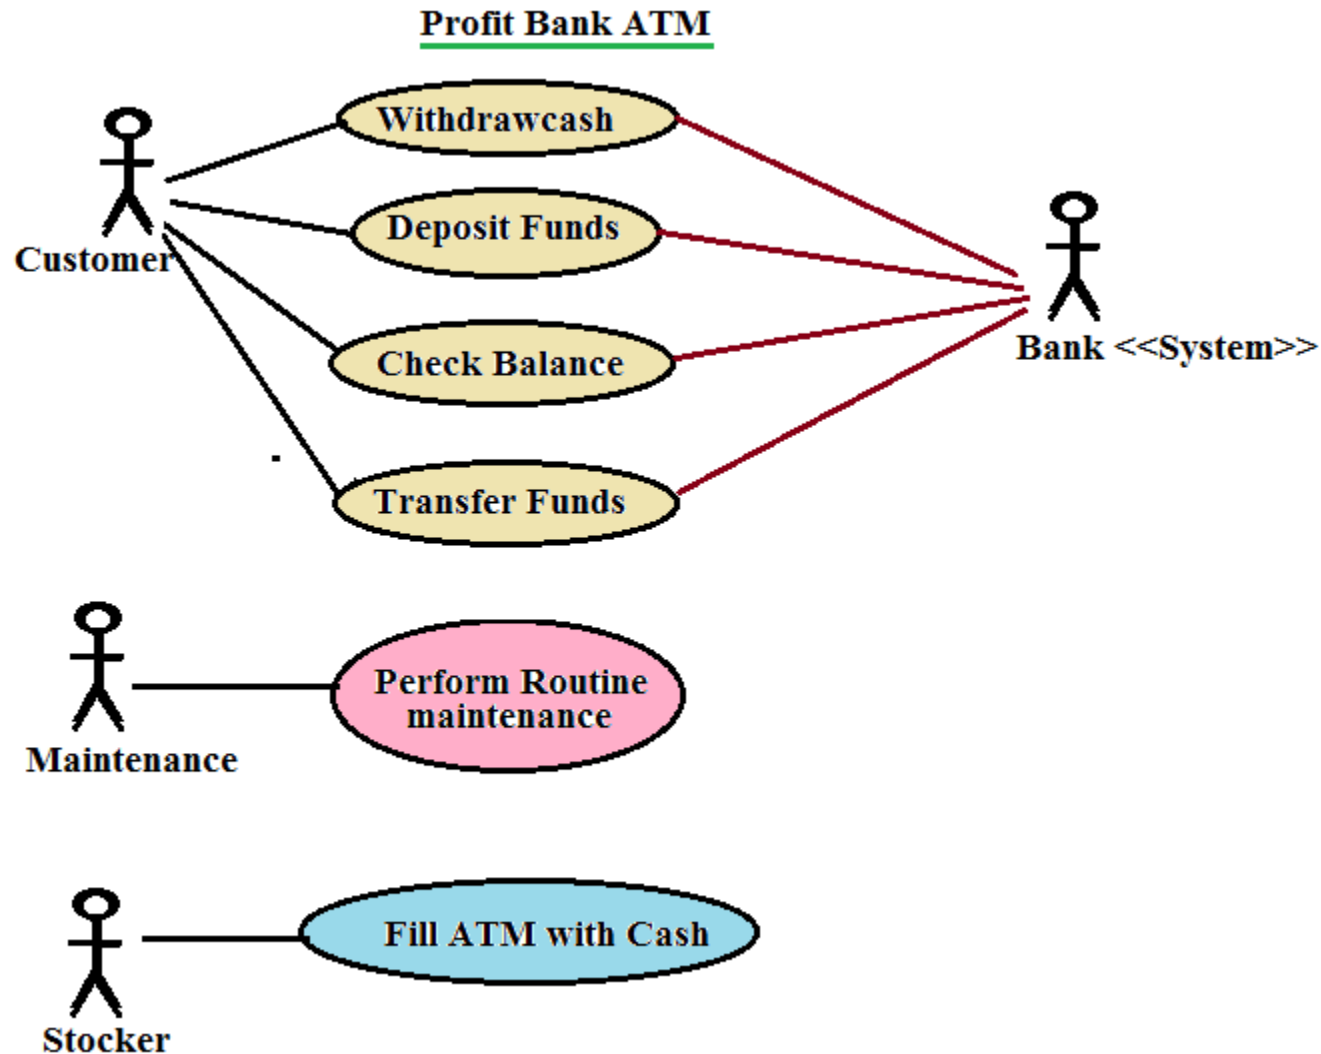 Profit Bank ATM
Withdrawcash
Deposit Funds
Customer
Check Balance
Bank <<System>>
Transfer Funds
Perform Routine
maintenance
Maintenance
Fill ATM with Cash
Stocker